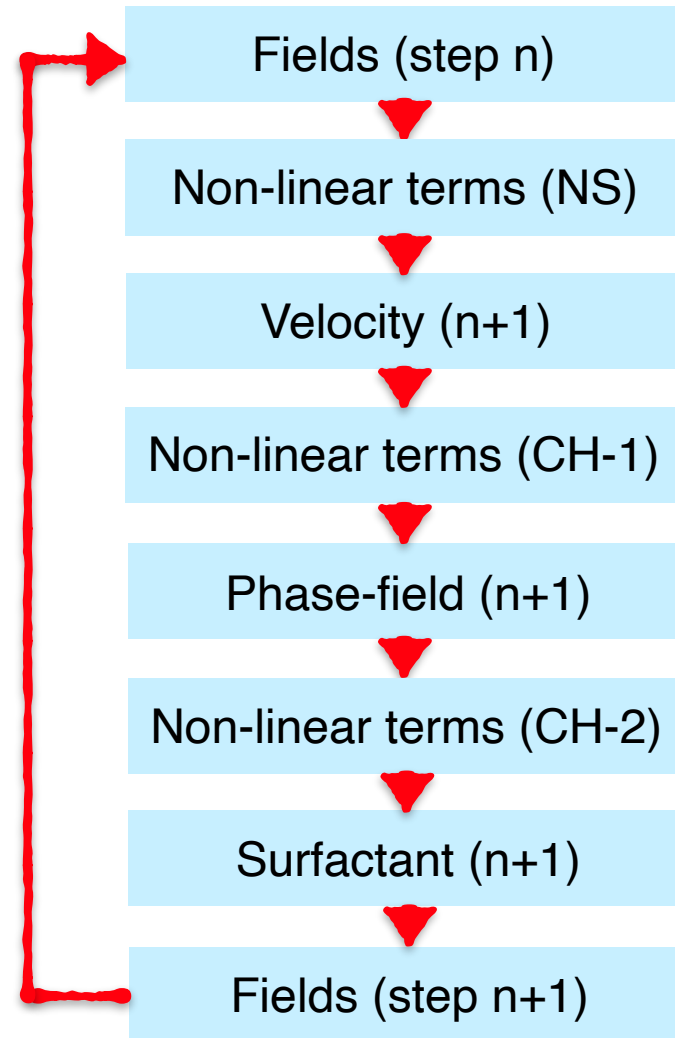 Fields (step n)
Non-linear terms (NS)
Velocity (n+1)
Non-linear terms (CH-1)
Phase-field (n+1)
Non-linear terms (CH-2)
Surfactant (n+1)
Fields (step n+1)